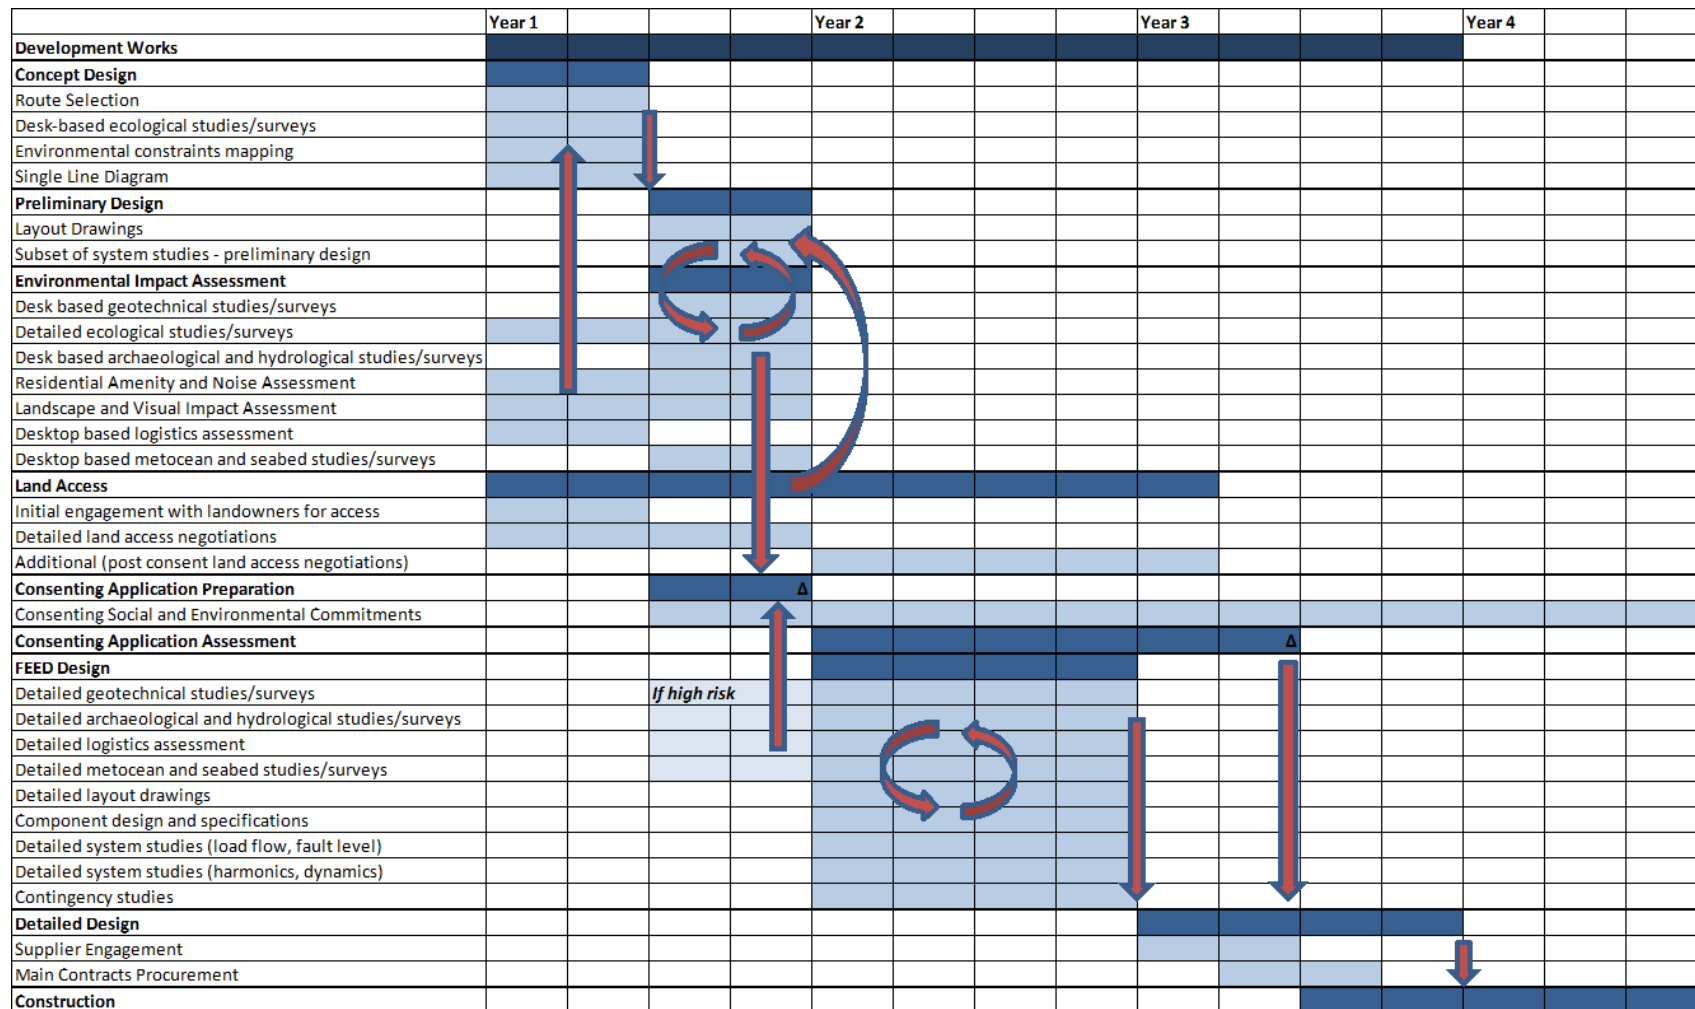 Year 1 Year 2 Year 3 Year 4
Development Works
Concept Design
Route Selection
Desk-based ecological studies/surveys
Environmental constraints mapping
Single Line Diagram
Preliminary Design
Layout Drawings
Subset of system studies - preliminary design
Environmental Impact Assessment
Desk based geotechnical studies/surveys
Detailed ecological studies/surveys
Desk based archaeological and hydrological studies/surveys
Residential Amenity and Noise Assessment
Landscape and Visual Impact Assessment
Desktop based logistics assessment
Desktop based metocean and seabed studies/surveys
Land Access
Initial engagement with landowners for access
Detailed land access negotiations
Additional (post consent land access negotiations)
Consenting Application Preparation Δ
Consenting Social and Environmental Commitments
Consenting Application Assessment Δ
FEED Design
Detailed geotechnical studies/surveys If high risk
Detailed archaeological and hydrological studies/surveys
Detailed logistics assessment
Detailed metocean and seabed studies/surveys
Detailed layout drawings
Component design and specifications
Detailed system studies (load flow, fault level)
Detailed system studies (harmonics, dynamics)
Contingency studies
Detailed Design
Supplier Engagement
Main Contracts Procurement
Construction